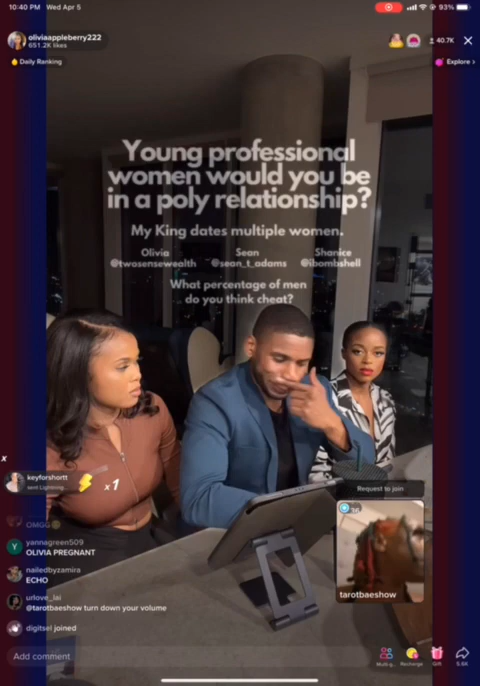 10:40 PM Wed Apr 5
93%
oliviaappleberry222
651.2K likes
40.7K
Daily Ranking
Explore >
Young professional
women would you be
in a poly relationship?
My King dates multiple women.
Olivia Sean Shanice
@twosensewealth @sean_t_adams @ibombshell
What percentage of men
do you think cheat?
x
keyforshortt
sent Lightning...
x1
Request to join
OMGG
yannagreen509
OLIVIA PREGNANT
nailedbyzamira
ECHO
urlove_lai
@tarotbaeshow turn down your volume
digitsel joined
tarotbaeshow
Add comment
Multi-g...
Recharge
Gift
5.6K